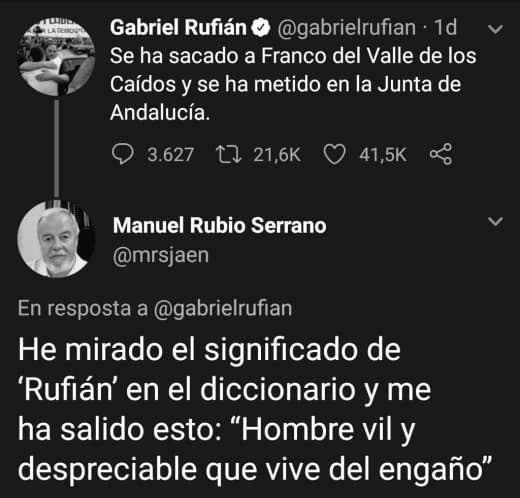 Gabriel Rufián @gabrielrufian · 1d
Se ha sacado a Franco del Valle de los
Caídos y se ha metido en la Junta de
Andalucía.
3.627 21,6K 41,5K
Manuel Rubio Serrano
@mrsjaen
En resposta a @gabrielrufian
He mirado el significado de
‘Rufián’ en el diccionario y me
ha salido esto: “Hombre vil y
despreciable que vive del engaño”